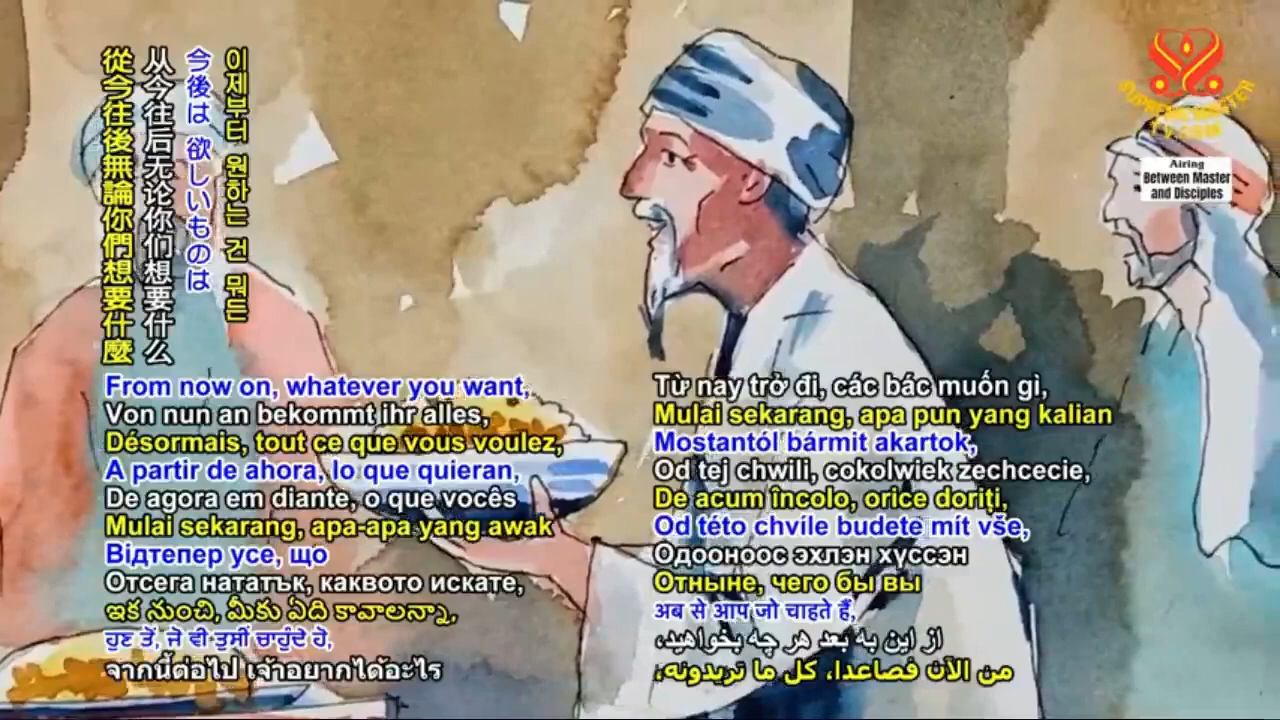 從今往後無論你們想要什麼
从今往后无论你们想要什么
今後は 欲しいものは
이제부터 원하는 건 뭐든
SUPREME MASTER
TV.COM
Airing
Between Master
and Disciples
From now on, whatever you want,
Von nun an bekommt ihr alles,
Désormais, tout ce que vous voulez,
A partir de ahora, lo que quieran,
De agora em diante, o que vocês
Mulai sekarang, apa-apa yang awak
Відтепер усе, що
Отсега нататък, каквото искате,
ఇక నుంచి, మీకు ఏది కావాలన్నా,
ਹੁਣ ਤੋਂ, ਜੋ ਵੀ ਤੁਸੀਂ ਚਾਹੁੰਦੇ ਹੋ,
จากนี้ต่อไป เจ้าอยากได้อะไร
Từ nay trở đi, các bác muốn gì,
Mulai sekarang, apa pun yang kalian
Mostantól bármit akartok,
Od tej chwili, cokolwiek zechcecie,
De acum încolo, orice doriți,
Od této chvíle budete mít vše,
Одооноос эхлэн хүссэн
Отныне, чего бы вы
अब से आप जो चाहते हैं,
از این به بعد هر چه بخواهید،
من الآن فصاعدا، كل ما تريدونه،